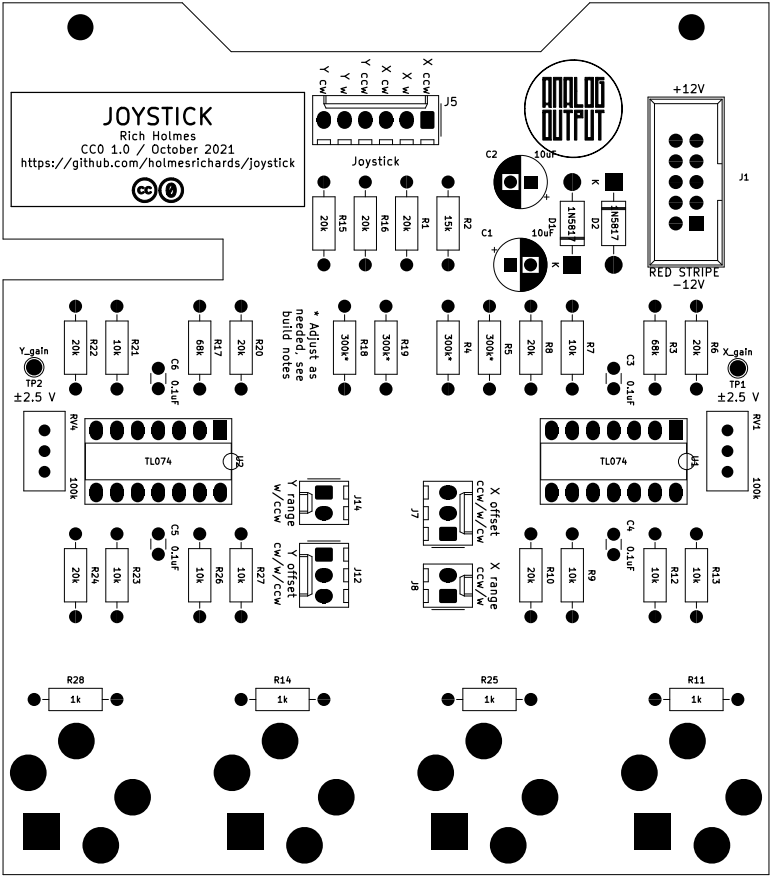 JOYSTICK
Rich Holmes
CC0 1.0 / October 2021
https://github.com/holmesrichards/joystick
cc 0
Y cw
Y w
Y ccw
X cw
X w
X ccw
J5
Joystick
ANALOG
OUTPUT
+12V
J1
RED STRIPE
-12V
C2
10uF
+
C1
10uF
+
K
1N5817
D1
K
1N5817
D2
20k
R15
20k
R16
20k
R1
15k
R2
20k
R22
10k
R21
68k
R17
20k
R20
* Adjust as
needed, see
build notes
300k*
R18
300k*
R19
300k*
R4
300k*
R5
20k
R8
10k
R7
68k
R3
20k
R6
Y_gain
TP2
±2.5 V
C6
0.1uF
C3
0.1uF
X_gain
TP1
±2.5 V
RV4
100k
TL074
U2
TL074
U1
RV1
100k
Y range
w/ccw
J14
Y offset
cw/w/ccw
J12
J7
X offset
ccw/w/cw
J8
X range
ccw/w
20k
R24
10k
R23
C5
0.1uF
10k
R26
10k
R27
20k
R10
10k
R9
C4
0.1uF
10k
R12
10k
R13
R28
1k
R14
1k
R25
1k
R11
1k